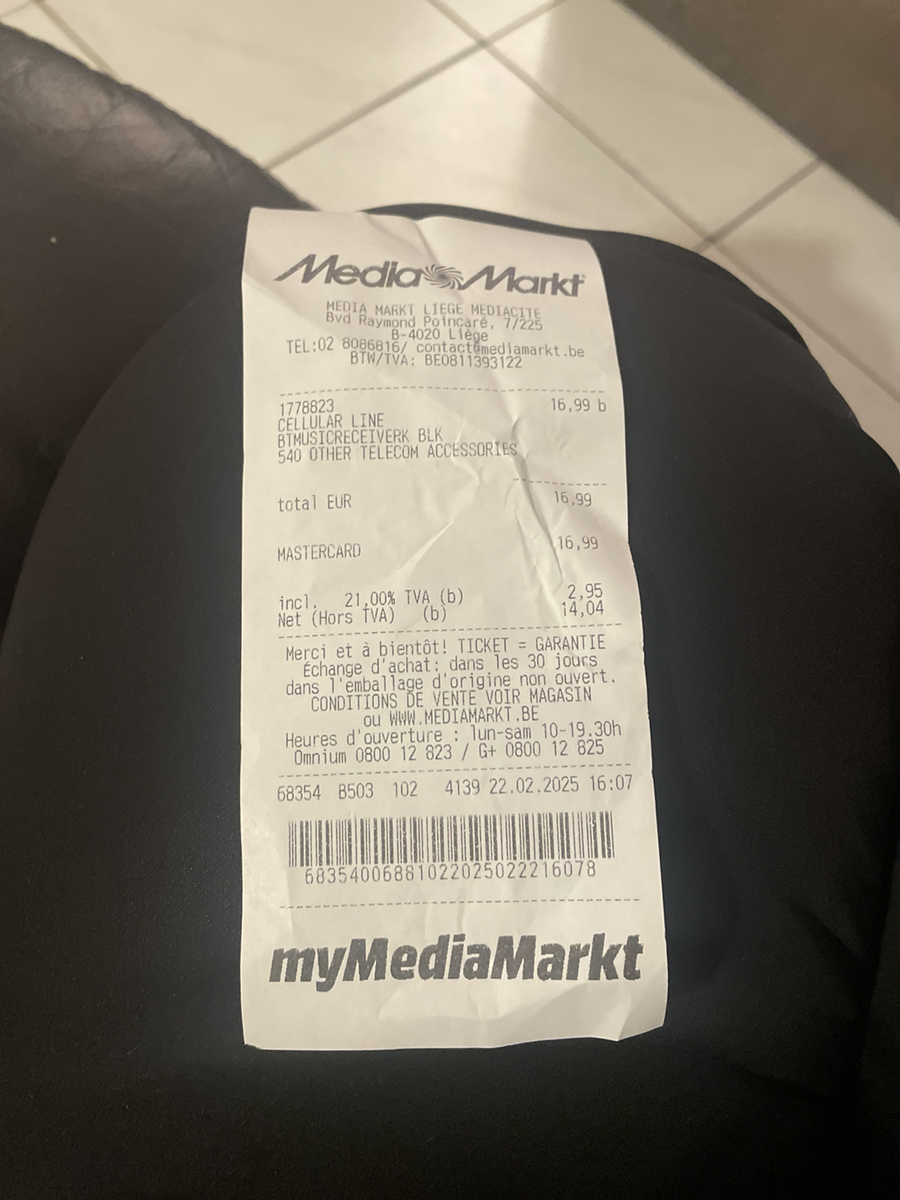 Media Markt
MEDIA MARKT LIEGE MEDIACITE
Bvd Raymond Poincaré, 7/225
B-4020 Liège
TEL:02 8086816/ contact@mediamarkt.be
BTW/TVA: BE0811393122
1778823 16,99 b
CELLULAR LINE
BTMUSICRECEIVERK BLK
540 OTHER TELECOM ACCESSORIES
total EUR 16,99
MASTERCARD 16,99
incl. 21,00% TVA (b) 2,95
Net (Hors TVA) (b) 14,04
Merci et à bientôt! TICKET = GARANTIE
Échange d'achat: dans les 30 jours
dans l'emballage d'origine non ouvert.
CONDITIONS DE VENTE VOIR MAGASIN
ou WWW.MEDIAMARKT.BE
Heures d'ouverture : lun-sam 10-19.30h
Omnium 0800 12 823 / G+ 0800 12 825
68354 B503 102 4139 22.02.2025 16:07
6835400688102202502221607​8
myMediaMarkt